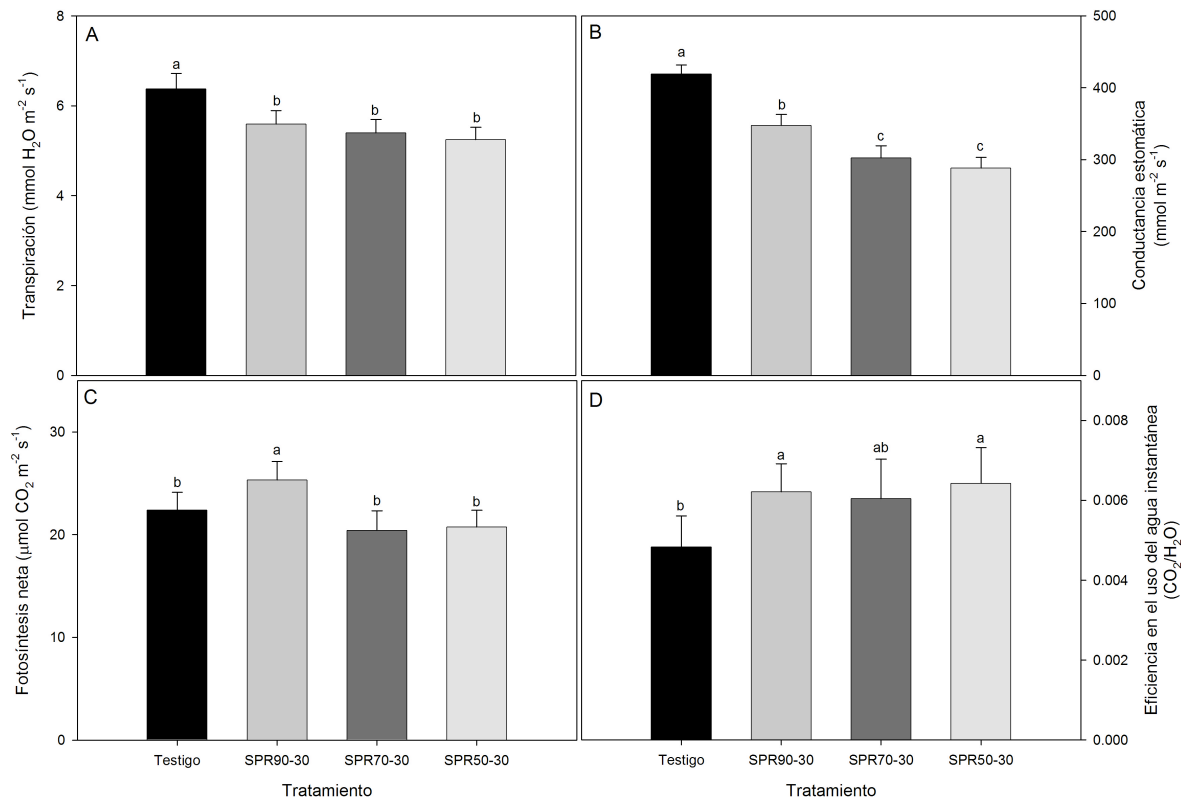 A
Transpiración (mmol H₂O m⁻² s⁻¹)
8
6
4
2
0
a
b
b
b
B
a
b
c
c
500
400
300
200
100
0
Conductancia estomática
(mmol m⁻² s⁻¹)
C
Fotosíntesis neta (μmol CO₂ m⁻² s⁻¹)
30
20
10
0
b
a
b
b
Testigo SPR90-30 SPR70-30 SPR50-30
Tratamiento
D
b
a
ab
a
0.008
0.006
0.004
0.002
0.000
Eficiencia en el uso del agua instantánea
(CO₂/H₂O)
Testigo SPR90-30 SPR70-30 SPR50-30
Tratamiento